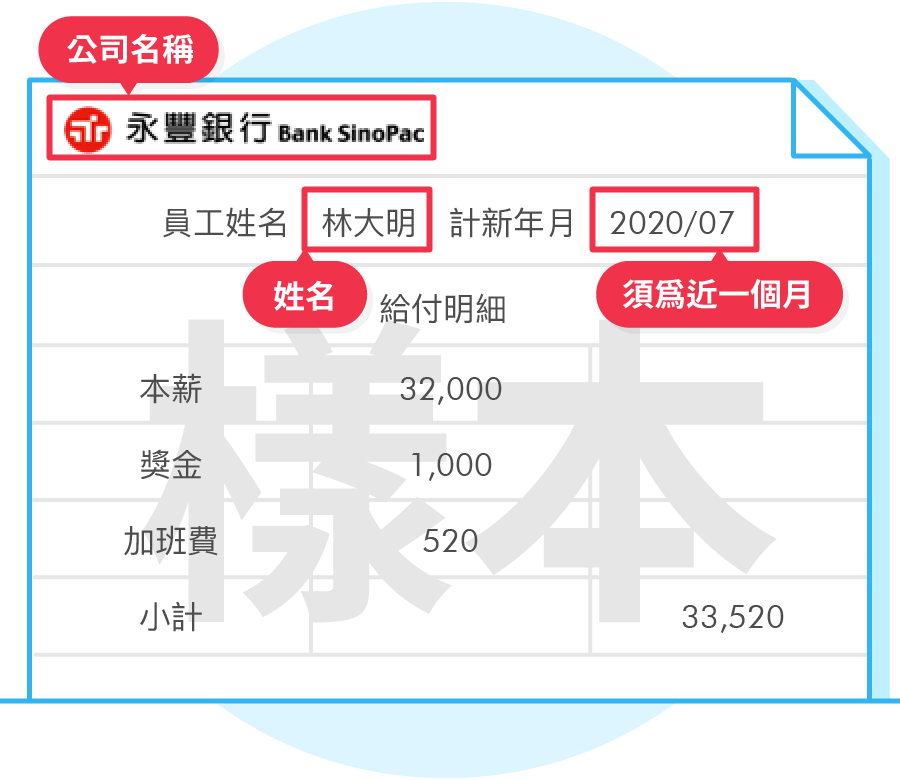 公司名稱
永豐銀行 Bank SinoPac
員工姓名 林大明 計新年月 2020/07
姓名 須爲近一個月
給付明細
樣本
本薪 32,000
獎金 1,000
加班費 520
小計 33,520